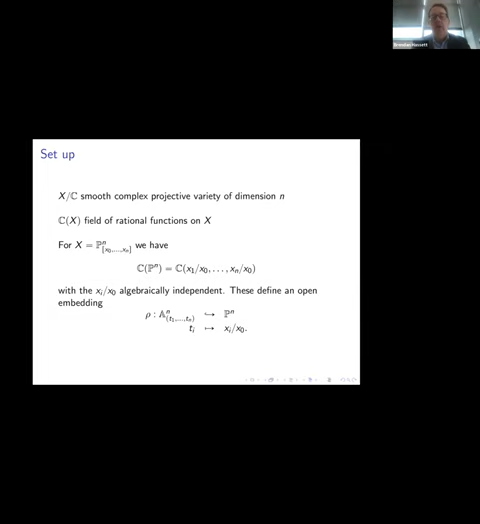 Brendan Hassett
Set up
X/ℂ smooth complex projective variety of dimension n
ℂ(X) field of rational functions on X
For X = ℙⁿ_[x₀,…,xₙ] we have
ℂ(ℙⁿ) = ℂ(x₁/x₀, . . . , xₙ/x₀)
with the xᵢ/x₀ algebraically independent. These define an open
embedding
ρ : 𝔸ⁿ_(t₁,…,tₙ) ↪ ℙⁿ
tᵢ ↦ xᵢ/x₀.